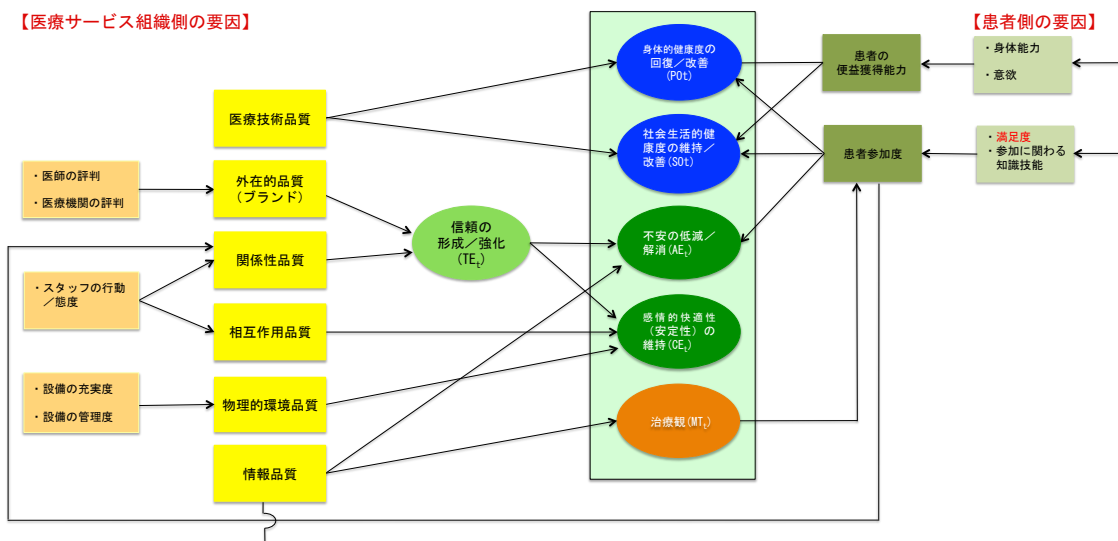 【医療サービス組織側の要因】
【患者側の要因】
・医師の評判
・医療機関の評判
・スタッフの行動
／態度
・設備の充実度
・設備の管理度
医療技術品質
外在的品質
（ブランド）
関係性品質
相互作用品質
物理的環境品質
情報品質
信頼の
形成／強化
(TEt)
身体的健康度の
回復／改善
(POt)
社会生活的健
康度の維持／
改善(SOt)
不安の低減／
解消(AEt)
感情的快適性
（安定性）の
維持(CEt)
治療観(MTt)
患者の
便益獲得能力
患者参加度
・身体能力
・意欲
・満足度
・参加に関わる
知識技能